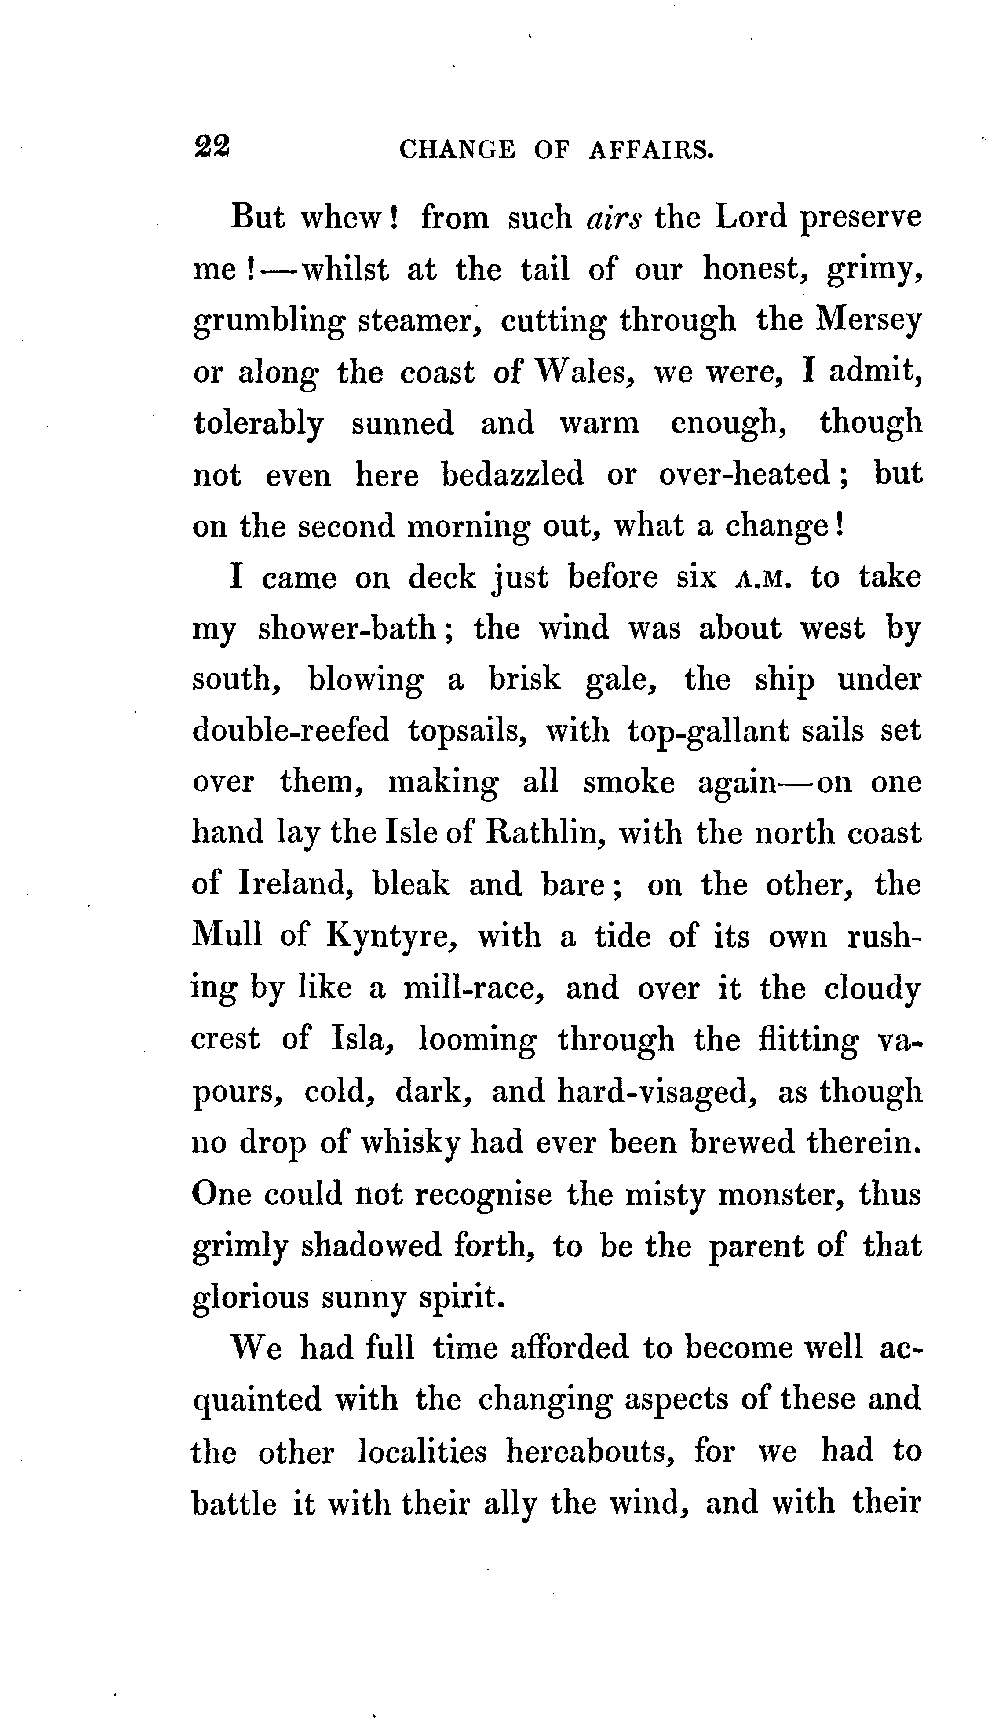 22 CHANGE OF AFFAIRS.
But whew! from such airs the Lord preserve
me!—whilst at the tail of our honest, grimy,
grumbling steamer, cutting through the Mersey
or along the coast of Wales, we were, I admit,
tolerably sunned and warm enough, though
not even here bedazzled or over-heated; but
on the second morning out, what a change!
I came on deck just before six A.M. to take
my shower-bath; the wind was about west by
south, blowing a brisk gale, the ship under
double-reefed topsails, with top-gallant sails set
over them, making all smoke again—on one
hand lay the Isle of Rathlin, with the north coast
of Ireland, bleak and bare; on the other, the
Mull of Kyntyre, with a tide of its own rush-
ing by like a mill-race, and over it the cloudy
crest of Isla, looming through the flitting va-
pours, cold, dark, and hard-visaged, as though
no drop of whisky had ever been brewed therein.
One could not recognise the misty monster, thus
grimly shadowed forth, to be the parent of that
glorious sunny spirit.
We had full time afforded to become well ac-
quainted with the changing aspects of these and
the other localities hereabouts, for we had to
battle it with their ally the wind, and with their